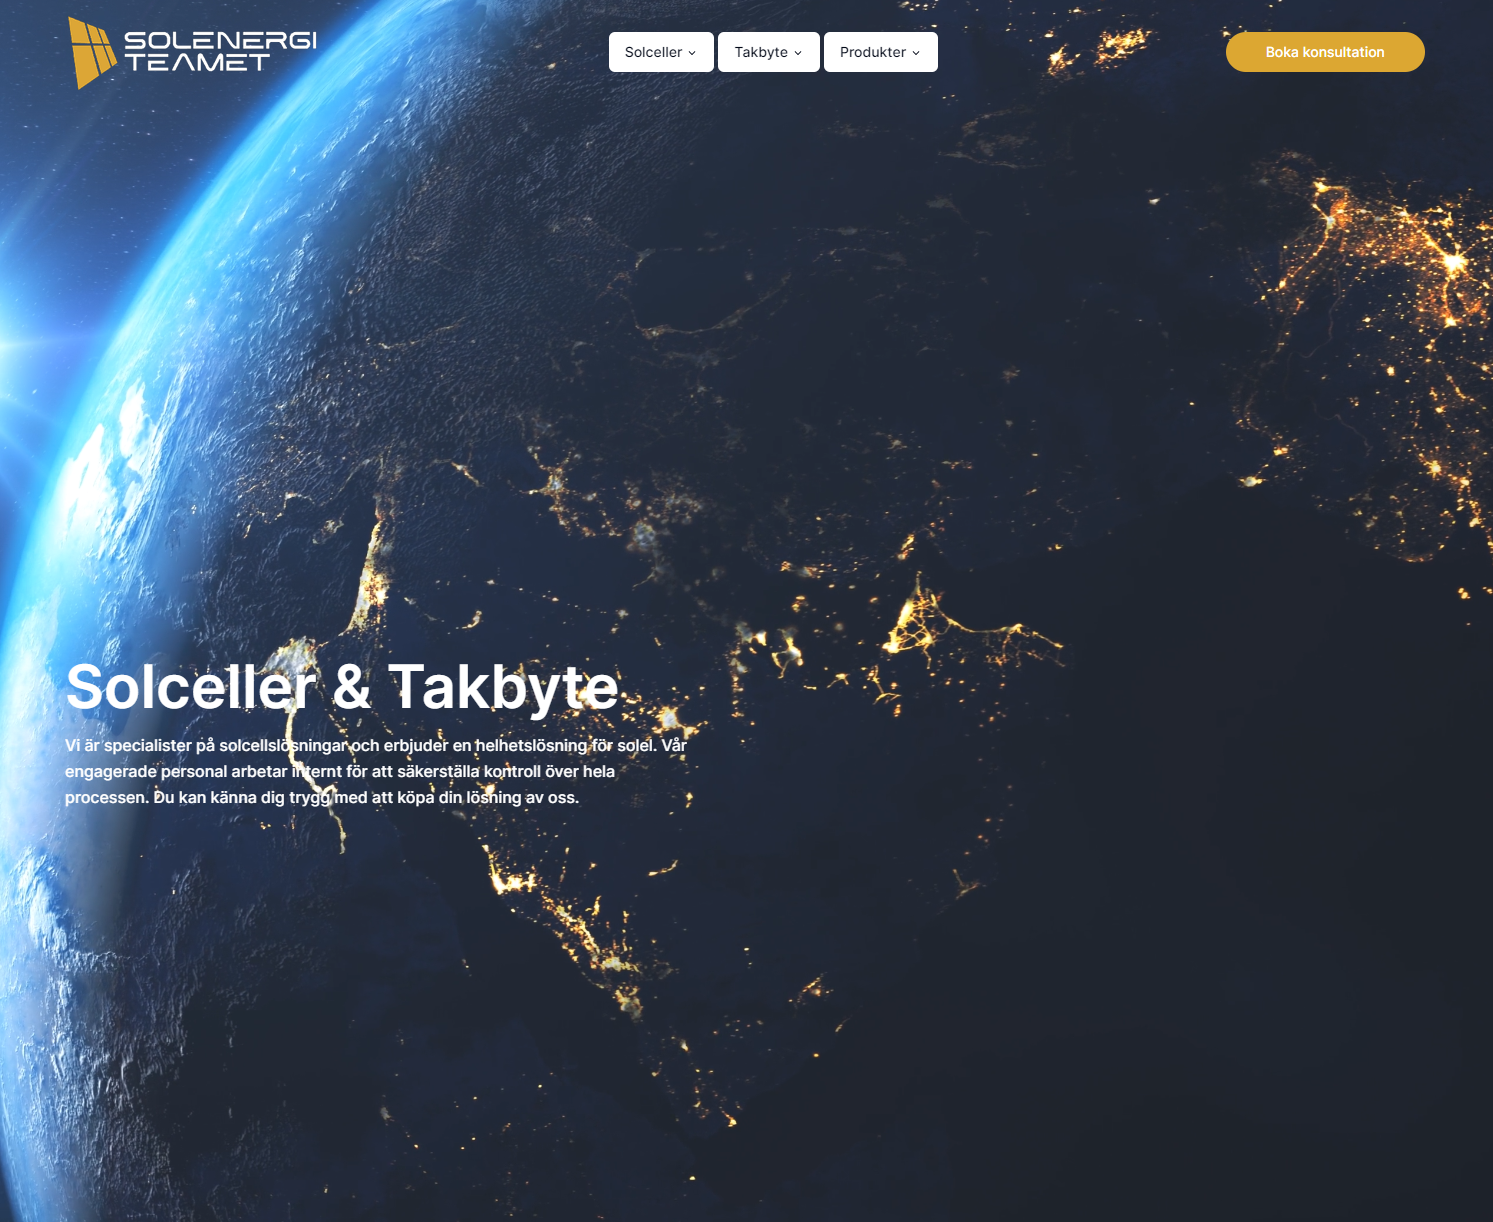 SOLENERGI
TEAMET
Solceller
Takbyte
Produkter
Boka konsultation
Solceller & Takbyte
Vi är specialister på solcellslösningar och erbjuder en helhetslösning för solel. Vår
engagerade personal arbetar internt för att säkerställa kontroll över hela
processen. Du kan känna dig trygg med att köpa din lösning av oss.